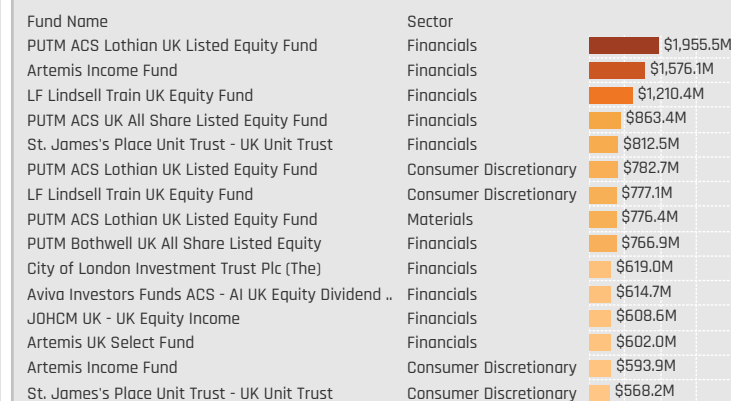 Fund Name Sector
PUTM ACS Lothian UK Listed Equity Fund Financials $1,955.5M
Artemis Income Fund Financials $1,576.1M
LF Lindsell Train UK Equity Fund Financials $1,210.4M
PUTM ACS UK All Share Listed Equity Fund Financials $863.4M
St. James's Place Unit Trust - UK Unit Trust Financials $812.5M
PUTM ACS Lothian UK Listed Equity Fund Consumer Discretionary $782.7M
LF Lindsell Train UK Equity Fund Consumer Discretionary $777.1M
PUTM ACS Lothian UK Listed Equity Fund Materials $776.4M
PUTM Bothwell UK All Share Listed Equity Financials $766.9M
City of London Investment Trust Plc (The) Financials $619.0M
Aviva Investors Funds ACS - AI UK Equity Dividend .. Financials $614.7M
JOHCM UK - UK Equity Income Financials $608.6M
Artemis UK Select Fund Financials $602.0M
Artemis Income Fund Consumer Discretionary $593.9M
St. James's Place Unit Trust - UK Unit Trust Consumer Discretionary $568.2M